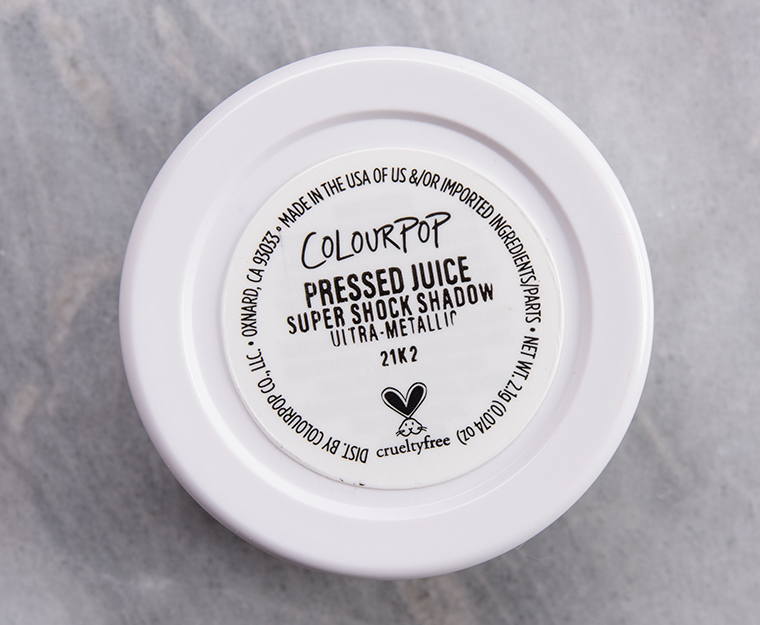 COLOURPOP
PRESSED JUICE
SUPER SHOCK SHADOW
ULTRA-METALLIC
21K2
crueltyfree
DIST. BY COLOURPOP CO., LLC. • OXNARD, CA 93033 • MADE IN THE USA OF US &/OR IMPORTED INGREDIENTS/PARTS • NET WT. 2.1g (0.074 oz)